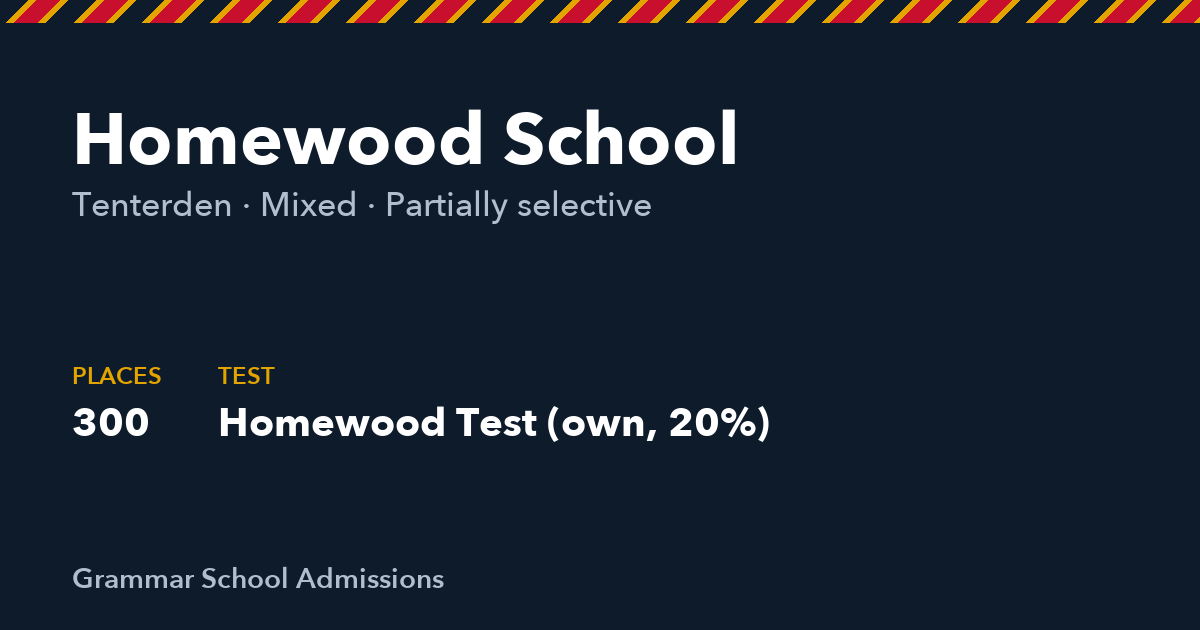 Homewood School
Tenterden · Mixed · Partially selective
PLACES TEST
300 Homewood Test (own, 20%)
Grammar School Admissions